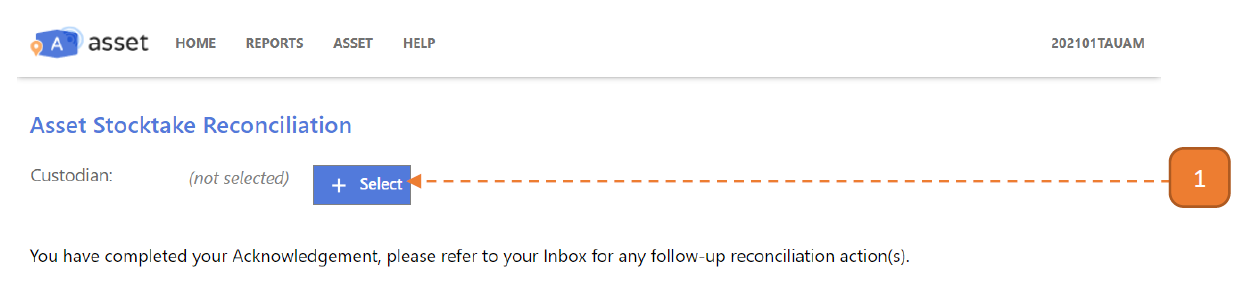 A asset HOME REPORTS ASSET HELP 202101TAUAM
Asset Stocktake Reconciliation
Custodian: (not selected) + Select 1
You have completed your Acknowledgement, please refer to your Inbox for any follow-up reconciliation action(s).